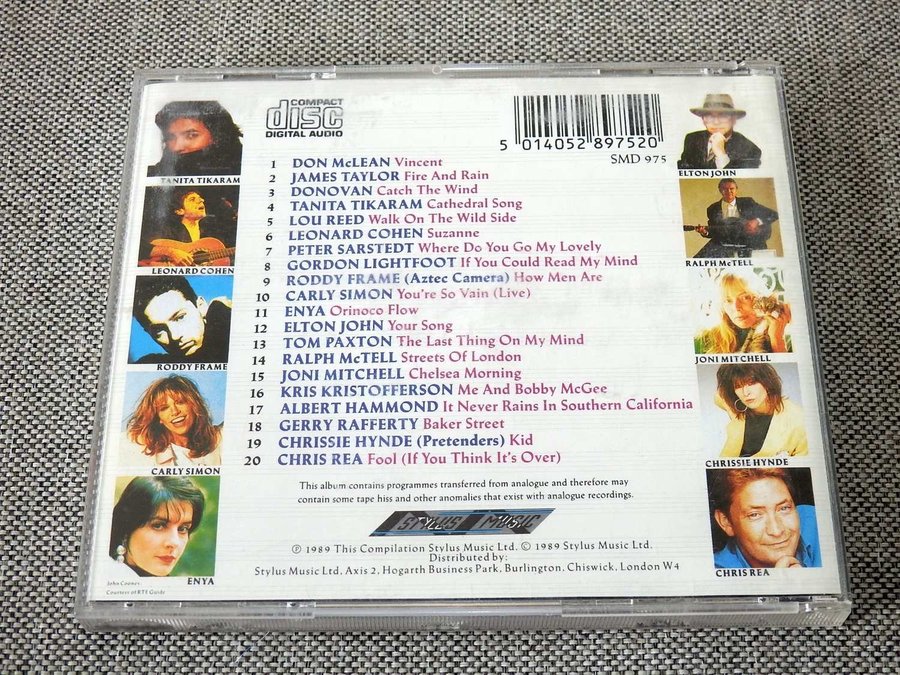 COMPACT
disc
DIGITAL AUDIO
5 014052 897520
SMD 975
1 DON McLEAN Vincent
2 JAMES TAYLOR Fire And Rain
3 DONOVAN Catch The Wind
4 TANITA TIKARAM Cathedral Song
5 LOU REED Walk On The Wild Side
6 LEONARD COHEN Suzanne
7 PETER SARSTEDT Where Do You Go My Lovely
8 GORDON LIGHTFOOT If You Could Read My Mind
9 RODDY FRAME (Aztec Camera) How Men Are
10 CARLY SIMON You're So Vain (Live)
11 ENYA Orinoco Flow
12 ELTON JOHN Your Song
13 TOM PAXTON The Last Thing On My Mind
14 RALPH McTELL Streets Of London
15 JONI MITCHELL Chelsea Morning
16 KRIS KRISTOFFERSON Me And Bobby McGee
17 ALBERT HAMMOND It Never Rains In Southern California
18 GERRY RAFFERTY Baker Street
19 CHRISSIE HYNDE (Pretenders) Kid
20 CHRIS REA Fool (If You Think It's Over)
TANITA TIKARAM
LEONARD COHEN
RODDY FRAME
CARLY SIMON
ENYA
John Cooney
Courtesy of RTE Guide
ELTON JOHN
RALPH McTELL
JONI MITCHELL
CHRISSIE HYNDE
CHRIS REA
This album contains programmes transferred from analogue and therefore may
contain some tape hiss and other anomalies that exist with analogue recordings.
STYLUS MUSIC
℗ 1989 This Compilation Stylus Music Ltd. © 1989 Stylus Music Ltd.
Distributed by:
Stylus Music Ltd, Axis 2, Hogarth Business Park, Burlington, Chiswick, London W4